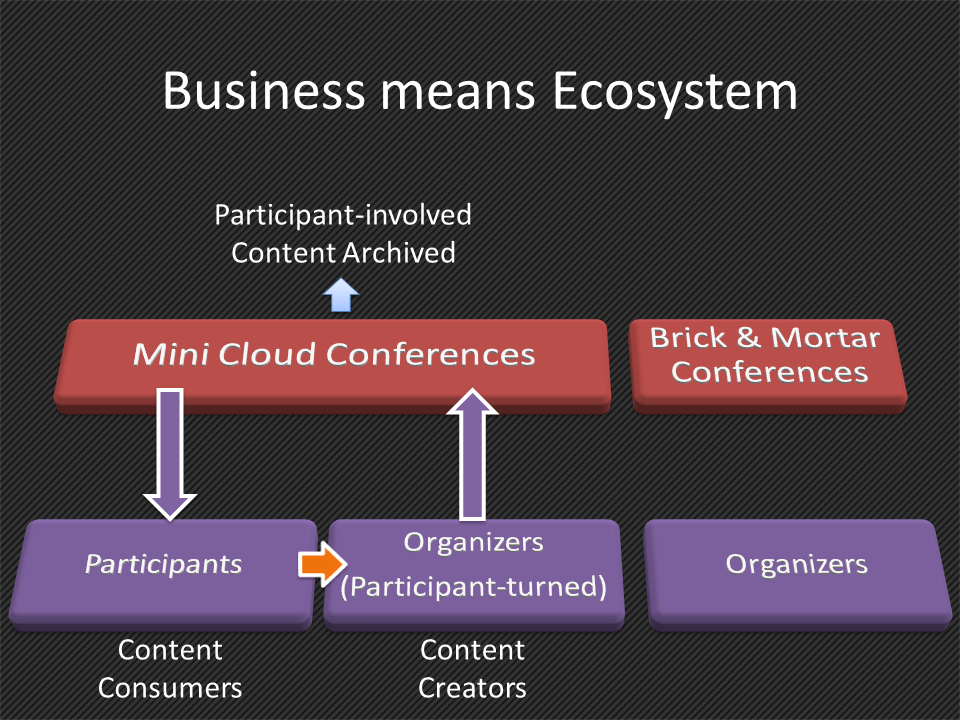 Business means Ecosystem
Participant-involved
Content Archived
Mini Cloud Conferences
Brick & Mortar
Conferences
Participants
Organizers
(Participant-turned)
Organizers
Content
Consumers
Content
Creators